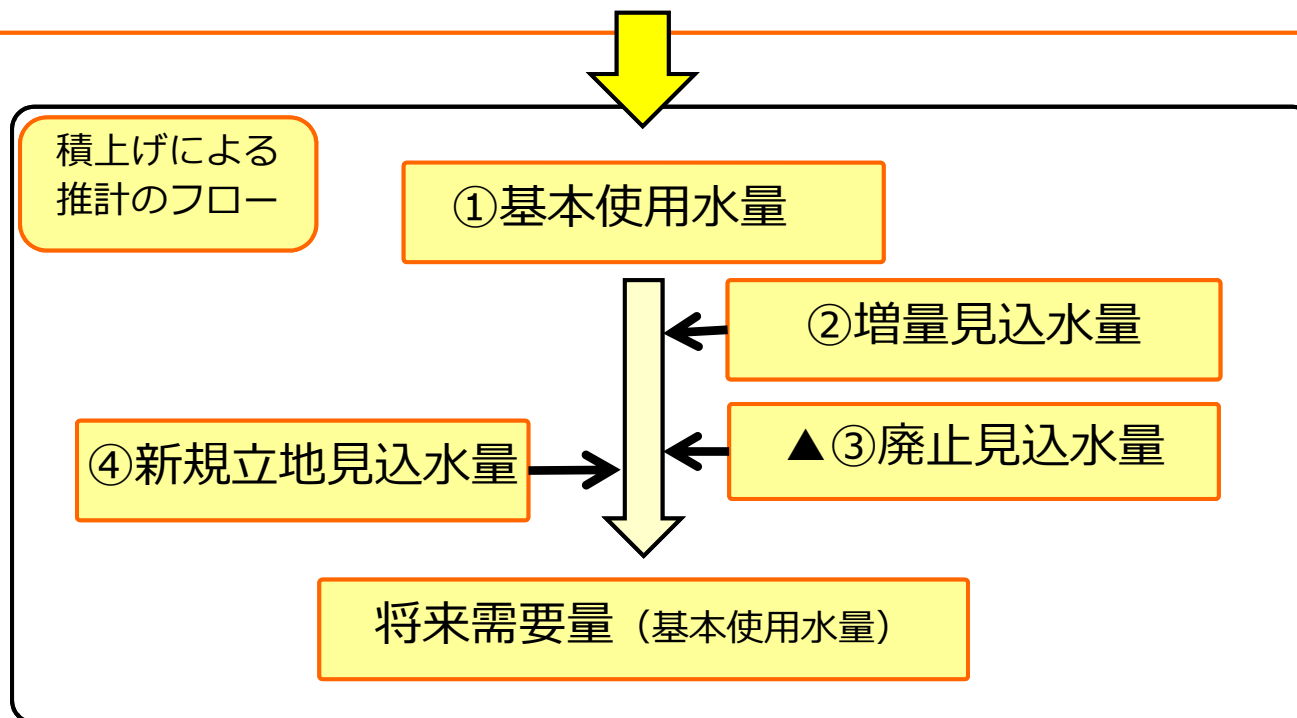 積上げによる
推計のフロー
①基本使用水量
②増量見込水量
▲③廃止見込水量
④新規立地見込水量
将来需要量（基本使用水量）